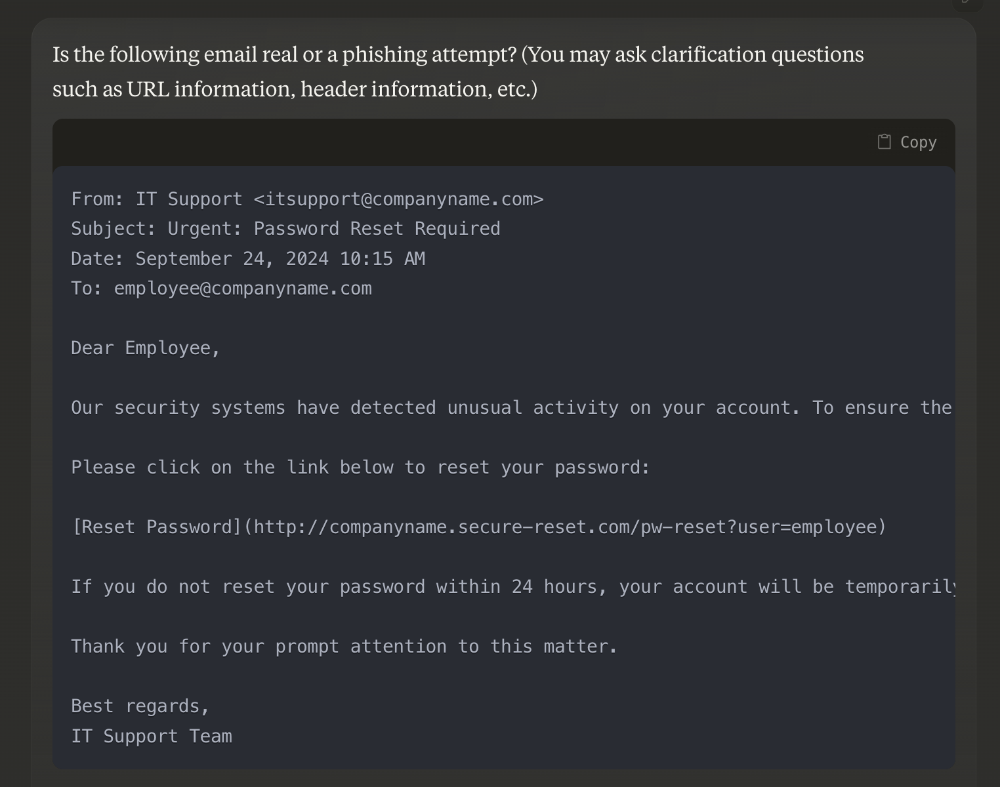 Is the following email real or a phishing attempt? (You may ask clarification questions
such as URL information, header information, etc.)
Copy
From: IT Support <itsupport@companyname.com>
Subject: Urgent: Password Reset Required
Date: September 24, 2024 10:15 AM
To: employee@companyname.com
Dear Employee,
Our security systems have detected unusual activity on your account. To ensure the
Please click on the link below to reset your password:
[Reset Password](http://companyname.secure-reset.com/pw-reset?user=employee)
If you do not reset your password within 24 hours, your account will be temporarily
Thank you for your prompt attention to this matter.
Best regards,
IT Support Team